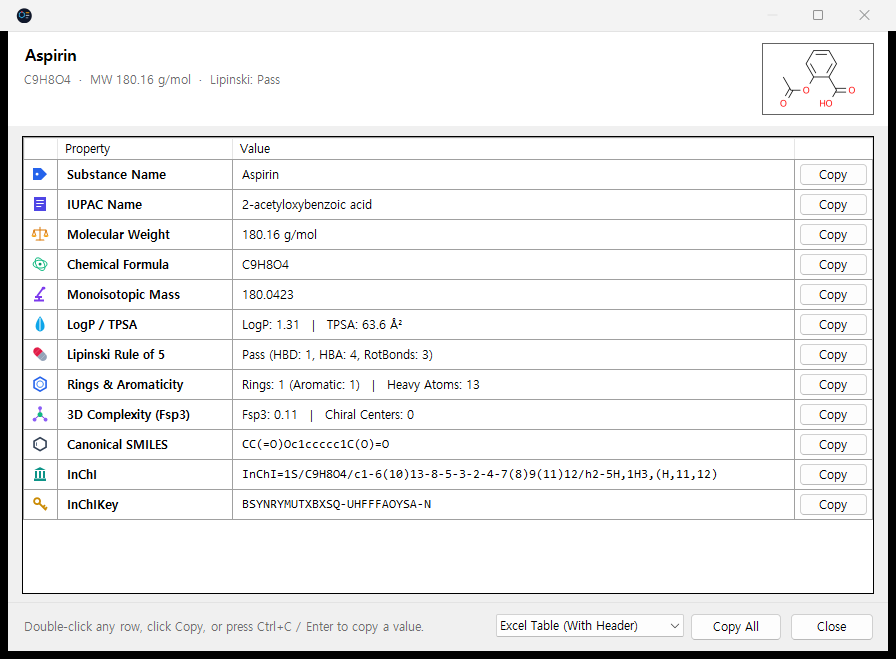 Aspirin
C9H8O4 · MW 180.16 g/mol · Lipinski: Pass
O
O
O
HO
Property Value
Substance Name Aspirin Copy
IUPAC Name 2-acetyloxybenzoic acid Copy
Molecular Weight 180.16 g/mol Copy
Chemical Formula C9H8O4 Copy
Monoisotopic Mass 180.0423 Copy
LogP / TPSA LogP: 1.31 | TPSA: 63.6 Å² Copy
Lipinski Rule of 5 Pass (HBD: 1, HBA: 4, RotBonds: 3) Copy
Rings & Aromaticity Rings: 1 (Aromatic: 1) | Heavy Atoms: 13 Copy
3D Complexity (Fsp3) Fsp3: 0.11 | Chiral Centers: 0 Copy
Canonical SMILES CC(=O)Oc1ccccc1C(O)=O Copy
InChI InChI=1S/C9H8O4/c1-6(10)13-8-5-3-2-4-7(8)9(11)12/h2-5H,1H3,(H,11,12) Copy
InChIKey BSYNRYMUTXBXSQ-UHFFFAOYSA-N Copy
Double-click any row, click Copy, or press Ctrl+C / Enter to copy a value. Excel Table (With Header) Copy All Close